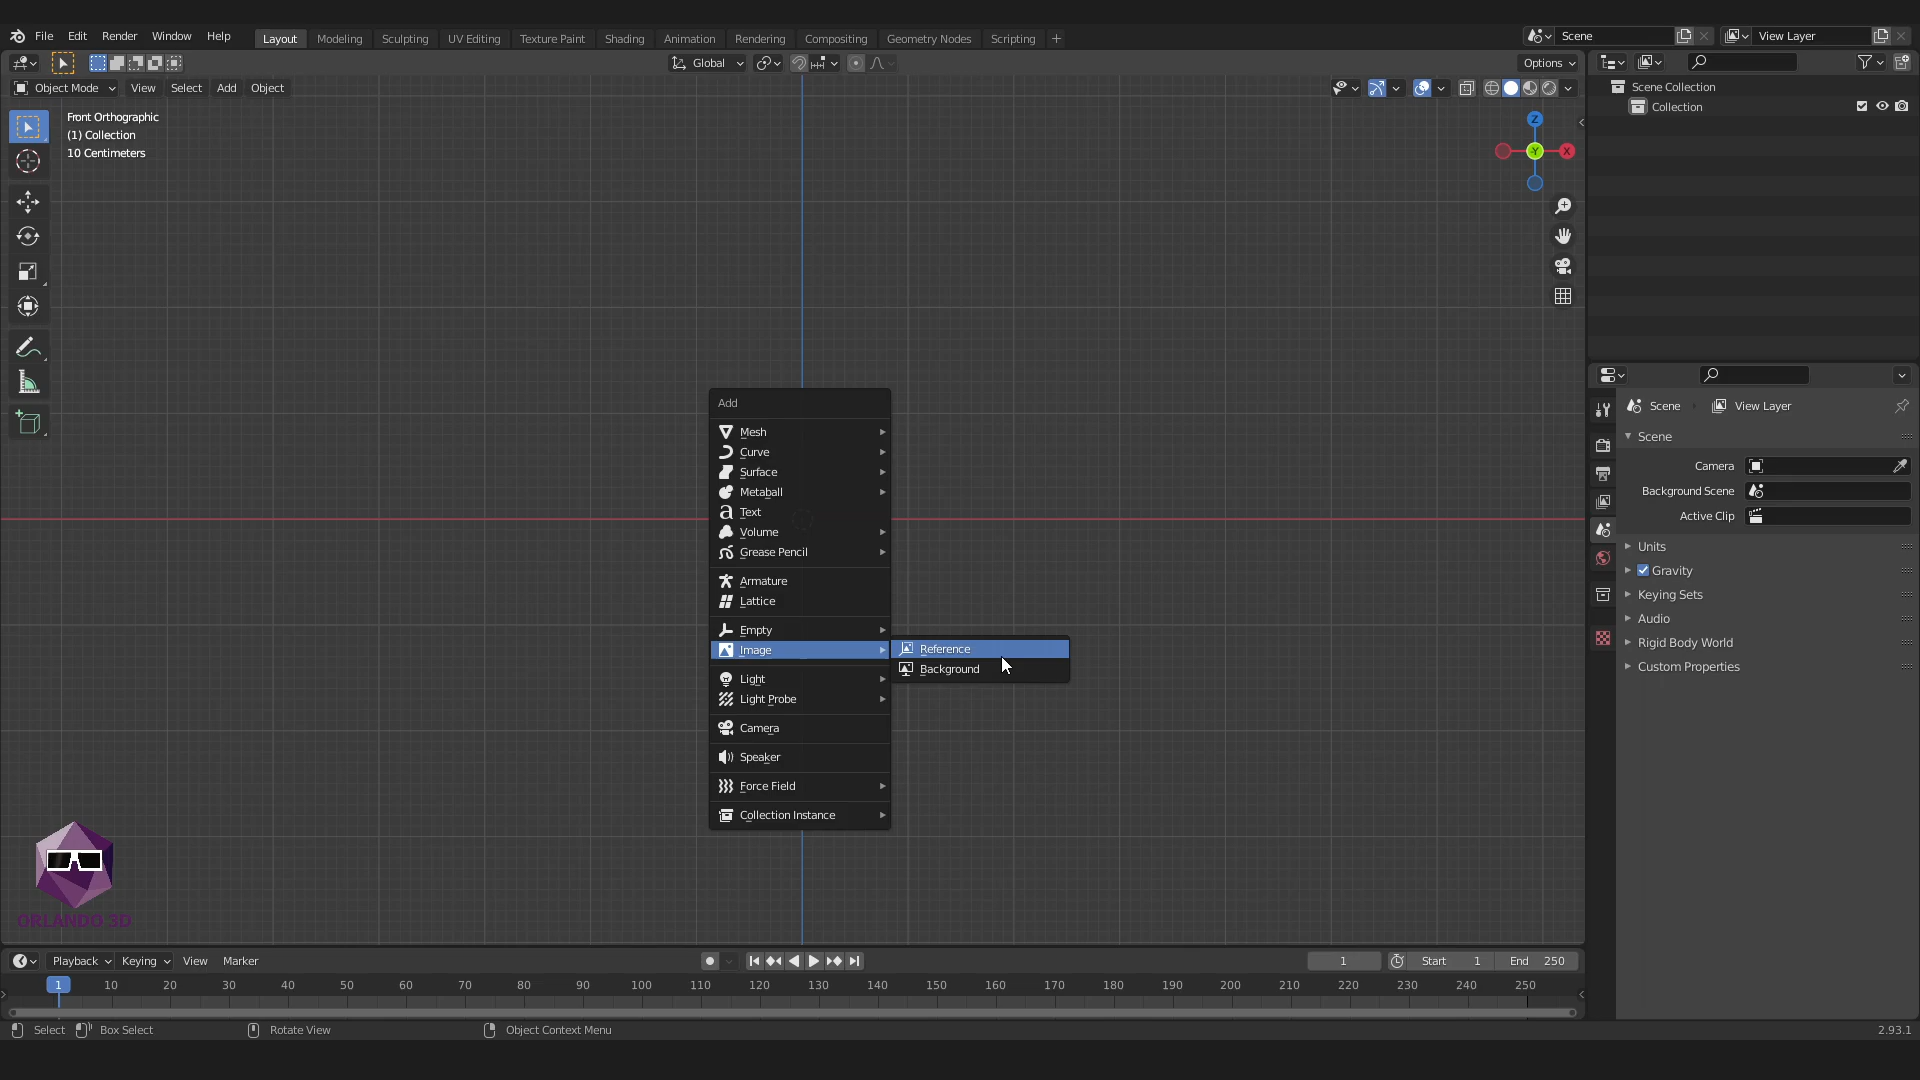 File Edit Render Window Help Layout Modeling Sculpting UV Editing Texture Paint Shading Animation Rendering Compositing Geometry Nodes Scripting + Scene View Layer
Global Options
Object Mode View Select Add Object
Scene Collection
Collection
Front Orthographic
(1) Collection
10 Centimeters
Z
-Y
X
Scene View Layer
Scene
Camera
Background Scene
Active Clip
Units
Gravity
Keying Sets
Audio
Rigid Body World
Custom Properties
Add
Mesh
Curve
Surface
Metaball
Text
Volume
Grease Pencil
Armature
Lattice
Empty
Image
Reference
Background
Light
Light Probe
Camera
Speaker
Force Field
Collection Instance
ORLANDO 3D
Playback Keying View Marker 1 Start 1 End 250
1 10 20 30 40 50 60 70 80 90 100 110 120 130 140 150 160 170 180 190 200 210 220 230 240 250
Select Box Select Rotate View Object Context Menu 2.93.1